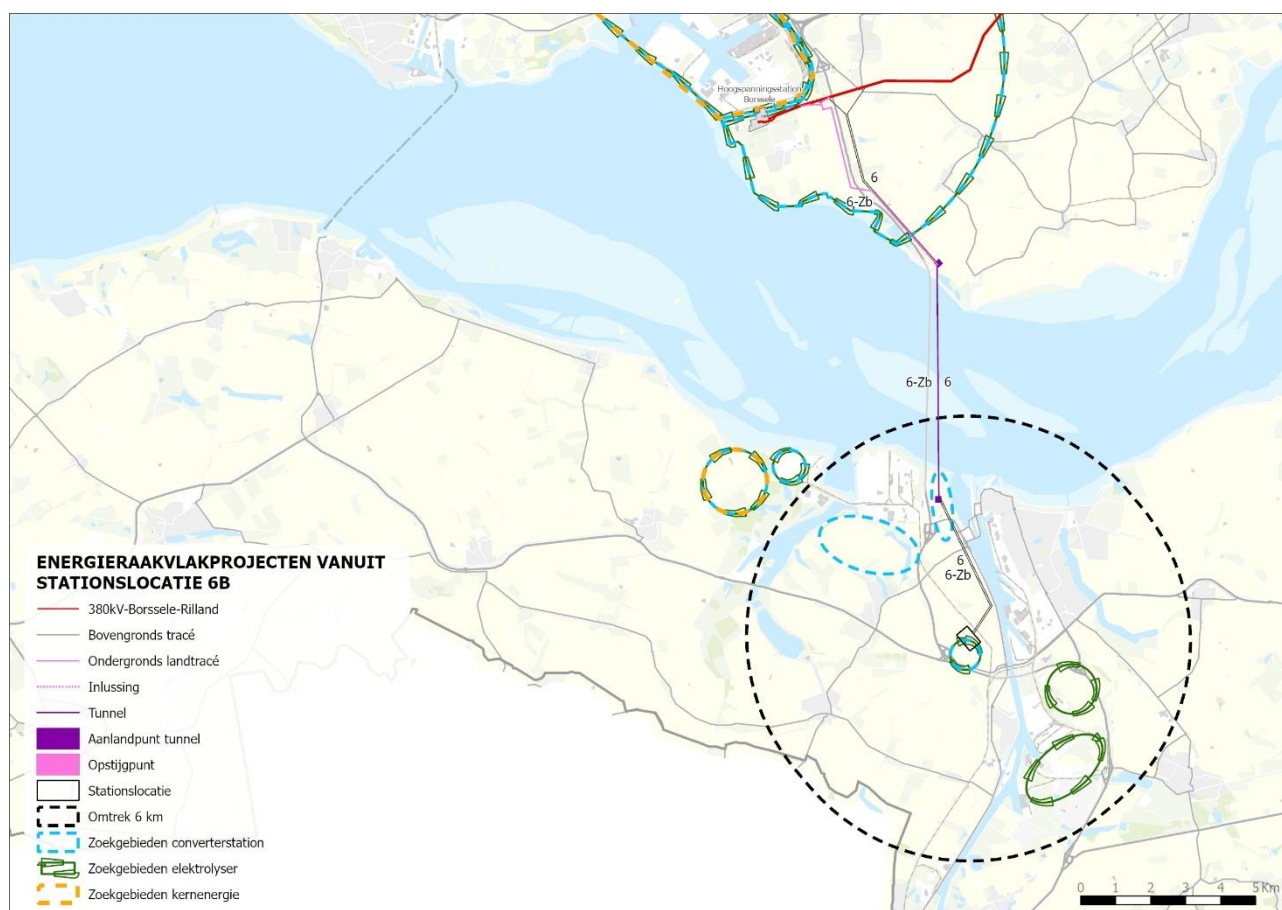 Hoogspanningsstation
Borssele
6
6-Zb
6-Zb 6
6
6-Zb
ENERGIERAAKVLAKPROJECTEN VANUIT
STATIONSLOCATIE 6B
380kV-Borssele-Rilland
Bovengronds tracé
Ondergronds landtracé
Inlussing
Tunnel
Aanlandpunt tunnel
Opstijgpunt
Stationslocatie
Omtrek 6 km
Zoekgebieden converterstation
Zoekgebieden elektrolyser
Zoekgebieden kernenergie
0 1 2 3 4 5 Km